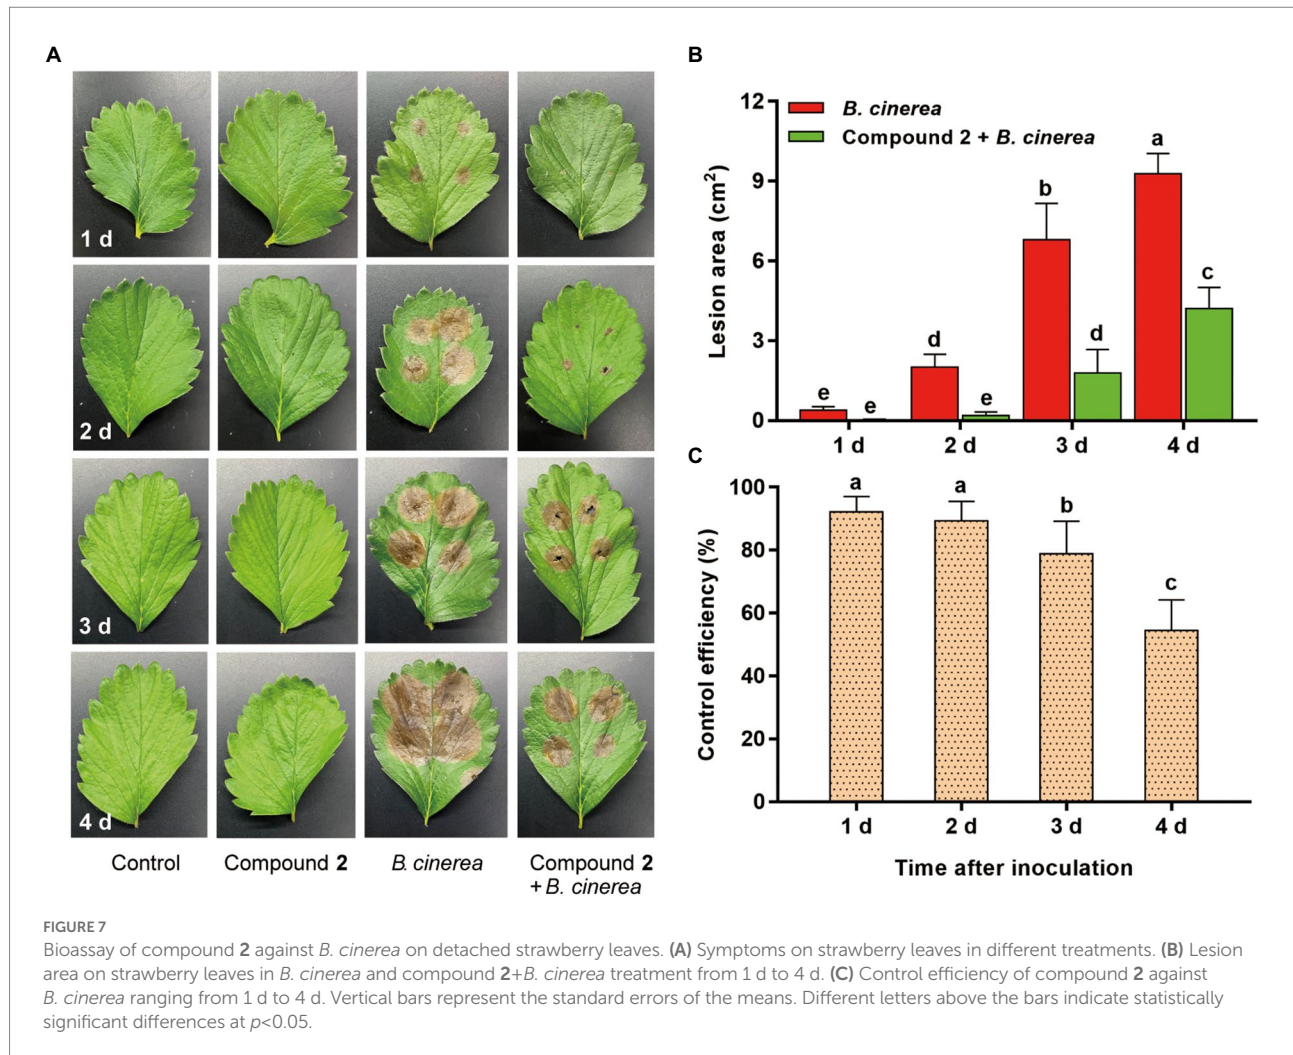 A
1 d
2 d
3 d
4 d
Control
Compound 2
B. cinerea
Compound 2
+ B. cinerea
B
B. cinerea
Compound 2 + B. cinerea
Lesion area (cm²)
12
9
6
3
0
e
e
d
e
b
d
a
c
1 d
2 d
3 d
4 d
C
Control efficiency (%)
100
80
60
40
20
0
a
a
b
c
1 d
2 d
3 d
4 d
Time after inoculation
FIGURE 7
Bioassay of compound 2 against B. cinerea on detached strawberry leaves. (A) Symptoms on strawberry leaves in different treatments. (B) Lesion
area on strawberry leaves in B. cinerea and compound 2+B. cinerea treatment from 1 d to 4 d. (C) Control efficiency of compound 2 against
B. cinerea ranging from 1 d to 4 d. Vertical bars represent the standard errors of the means. Different letters above the bars indicate statistically
significant differences at p<0.05.